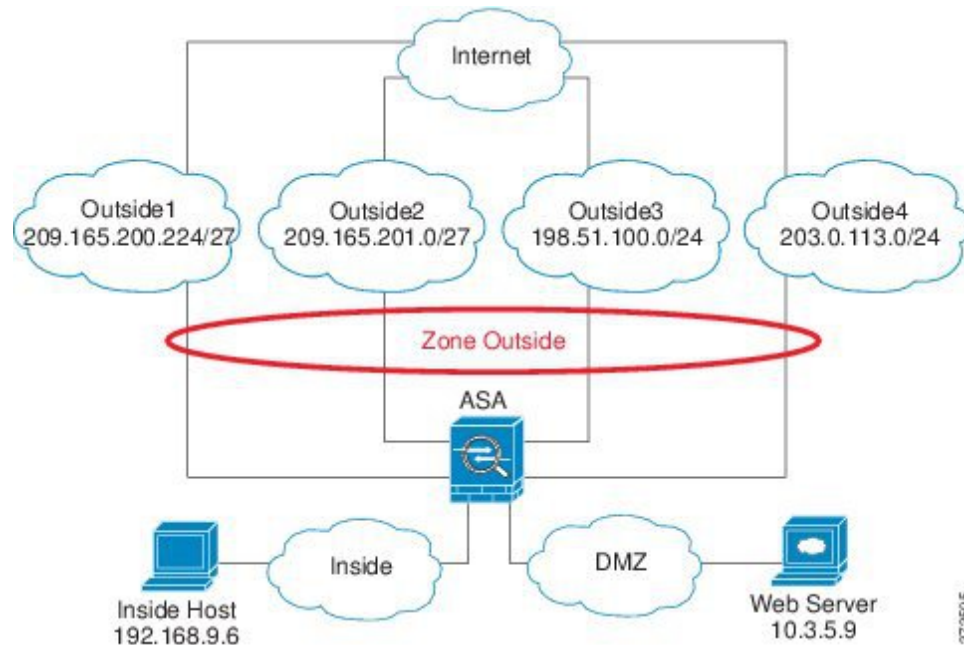 Internet
Outside1
209.165.200.224/27
Outside2
209.165.201.0/27
Outside3
198.51.100.0/24
Outside4
203.0.113.0/24
Zone Outside
ASA
Inside
DMZ
Inside Host
192.168.9.6
Web Server
10.3.5.9